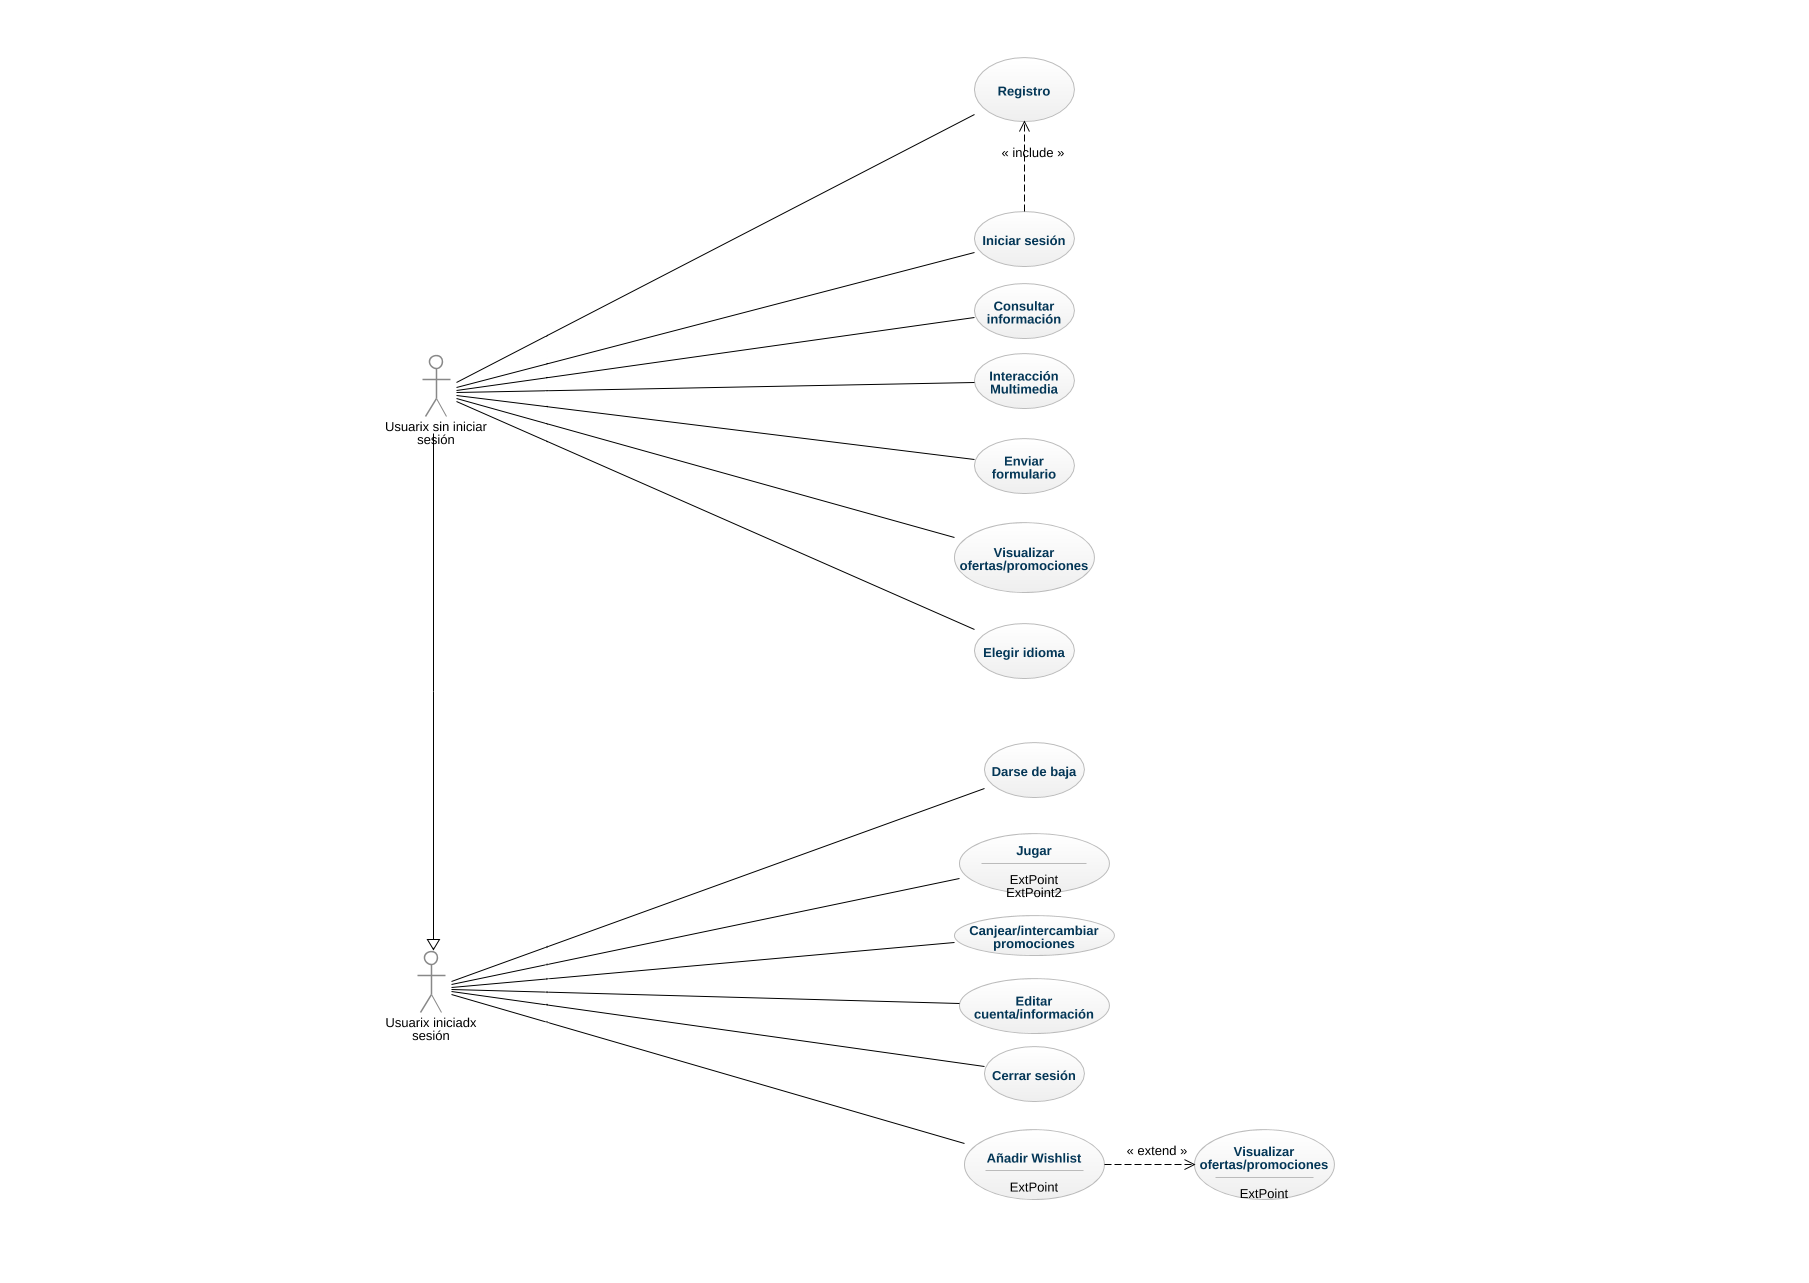 Registro
« include »
Iniciar sesión
Consultar
información
Interacción
Multimedia
Usuarix sin iniciar
sesión
Enviar
formulario
Visualizar
ofertas/promociones
Elegir idioma
Darse de baja
Jugar
ExtPoint
ExtPoint2
Canjear/intercambiar
promociones
Editar
cuenta/información
Usuarix iniciadx
sesión
Cerrar sesión
Añadir Wishlist
ExtPoint
« extend »
Visualizar
ofertas/promociones
ExtPoint